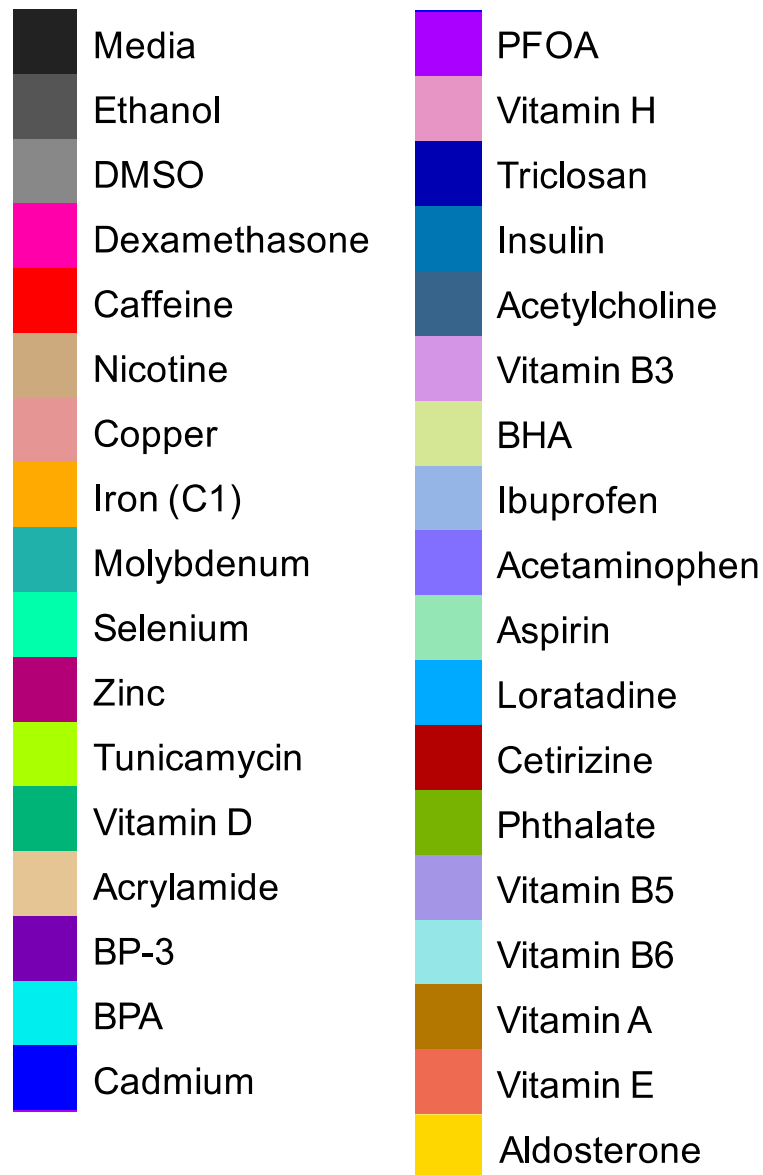 Media
Ethanol
DMSO
Dexamethasone
Caffeine
Nicotine
Copper
Iron (C1)
Molybdenum
Selenium
Zinc
Tunicamycin
Vitamin D
Acrylamide
BP-3
BPA
Cadmium
PFOA
Vitamin H
Triclosan
Insulin
Acetylcholine
Vitamin B3
BHA
Ibuprofen
Acetaminophen
Aspirin
Loratadine
Cetirizine
Phthalate
Vitamin B5
Vitamin B6
Vitamin A
Vitamin E
Aldosterone